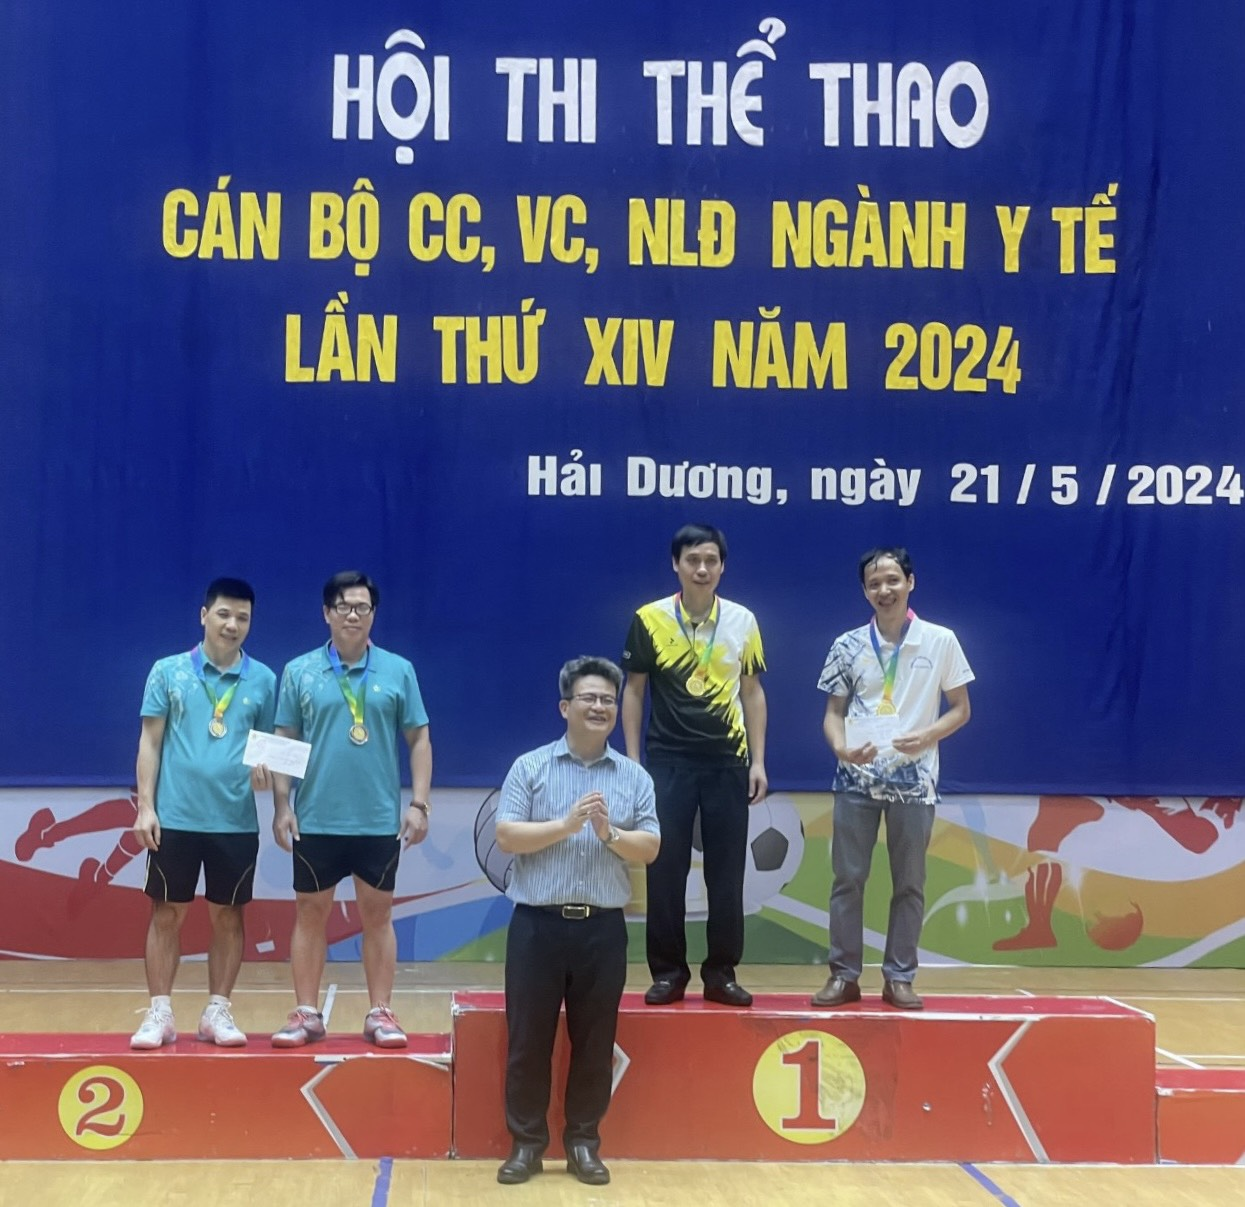 HỘI THI THỂ THAO
CÁN BỘ CC, VC, NLĐ NGÀNH Y TẾ
LẦN THỨ XIV NĂM 2024
Hải Dương, ngày 21/5/2024
2
1